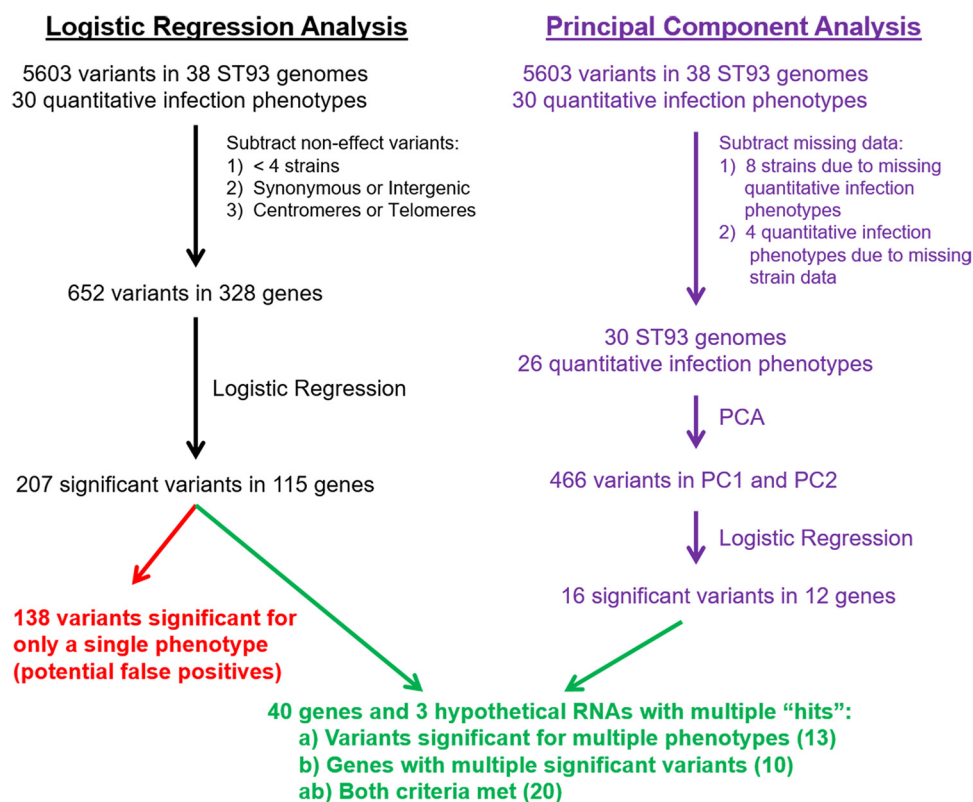 Logistic Regression Analysis
5603 variants in 38 ST93 genomes
30 quantitative infection phenotypes
Subtract non-effect variants:
1) < 4 strains
2) Synonymous or Intergenic
3) Centromeres or Telomeres
652 variants in 328 genes
Logistic Regression
207 significant variants in 115 genes
138 variants significant for
only a single phenotype
(potential false positives)
Principal Component Analysis
5603 variants in 38 ST93 genomes
30 quantitative infection phenotypes
Subtract missing data:
1) 8 strains due to missing
quantitative infection
phenotypes
2) 4 quantitative infection
phenotypes due to missing
strain data
30 ST93 genomes
26 quantitative infection phenotypes
PCA
466 variants in PC1 and PC2
Logistic Regression
16 significant variants in 12 genes
40 genes and 3 hypothetical RNAs with multiple “hits”:
a) Variants significant for multiple phenotypes (13)
b) Genes with multiple significant variants (10)
ab) Both criteria met (20)